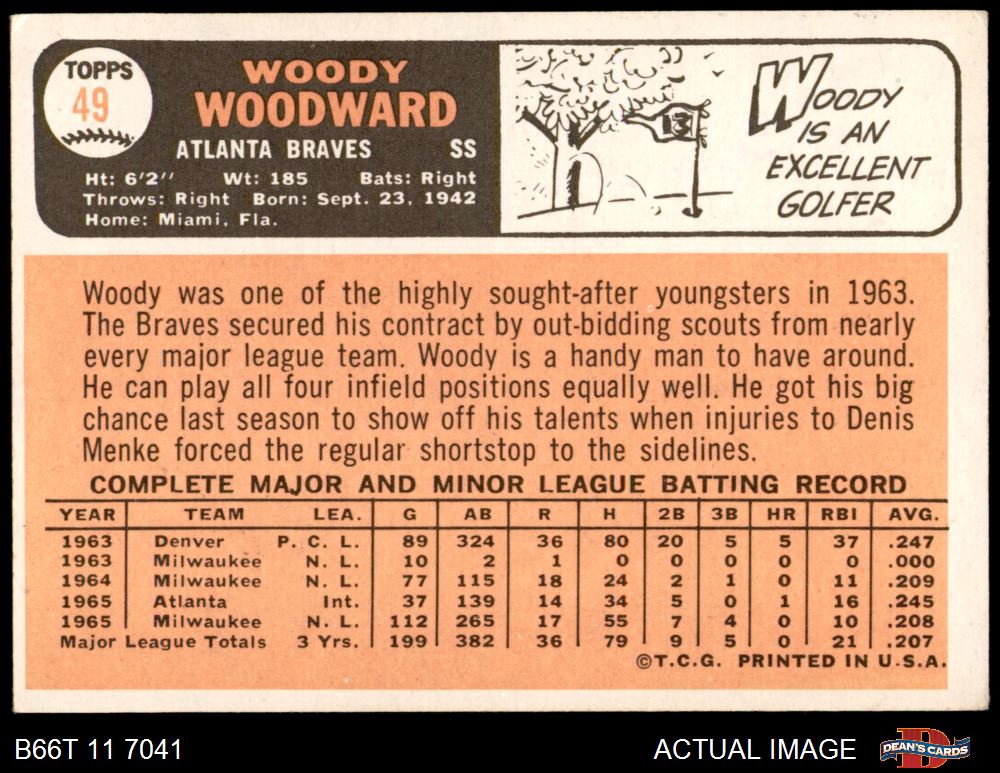 TOPPS
49
WOODY
WOODWARD
ATLANTA BRAVES SS
Ht: 6'2" Wt: 185 Bats: Right
Throws: Right Born: Sept. 23, 1942
Home: Miami, Fla.
13
WOODY
IS AN
EXCELLENT
GOLFER
Woody was one of the highly sought-after youngsters in 1963.
The Braves secured his contract by out-bidding scouts from nearly
every major league team. Woody is a handy man to have around.
He can play all four infield positions equally well. He got his big
chance last season to show off his talents when injuries to Denis
Menke forced the regular shortstop to the sidelines.
COMPLETE MAJOR AND MINOR LEAGUE BATTING RECORD
YEAR TEAM LEA. G AB R H 2B 3B HR RBI AVG.
1963 Denver P. C. L. 89 324 36 80 20 5 5 37 .247
1963 Milwaukee N. L. 10 2 1 0 0 0 0 0 .000
1964 Milwaukee N. L. 77 115 18 24 2 1 0 11 .209
1965 Atlanta Int. 37 139 14 34 5 0 1 16 .245
1965 Milwaukee N. L. 112 265 17 55 7 4 0 10 .208
Major League Totals 3 Yrs. 199 382 36 79 9 5 0 21 .207
©T.C.G. PRINTED IN U.S.A.
B66T 11 7041 ACTUAL IMAGE DEAN'S CARDS